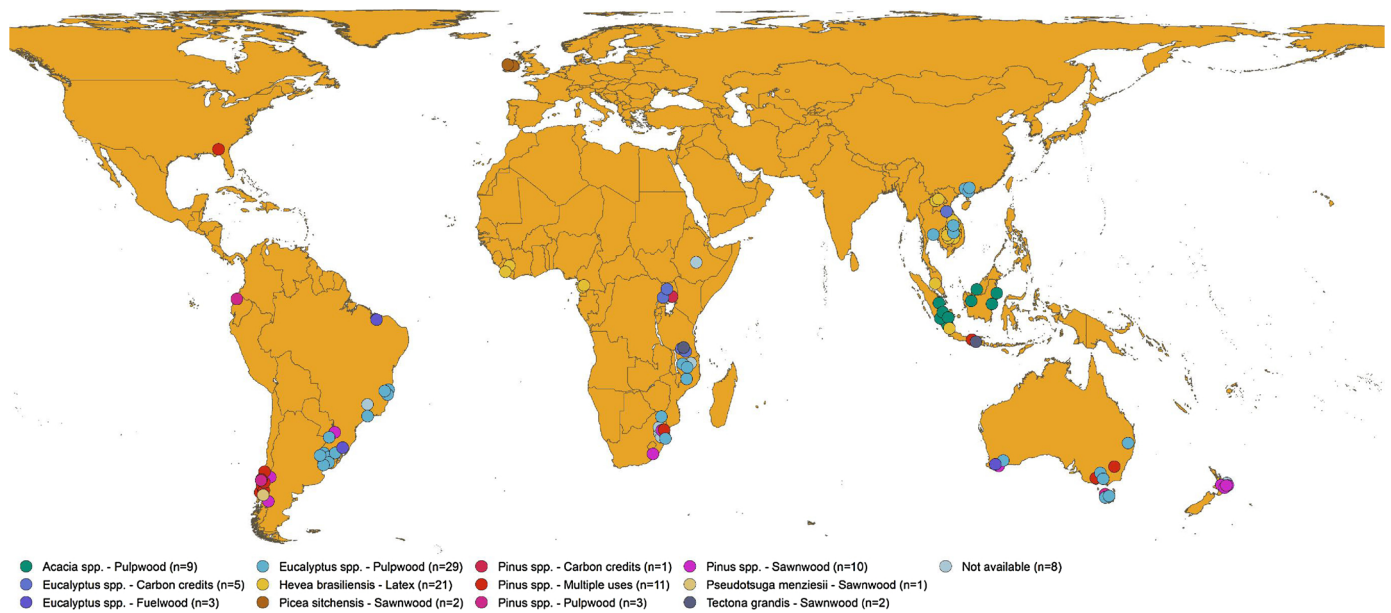 Acacia spp. - Pulpwood (n=9)
Eucalyptus spp. - Carbon credits (n=5)
Eucalyptus spp. - Fuelwood (n=3)
Eucalyptus spp. - Pulpwood (n=29)
Hevea brasiliensis - Latex (n=21)
Picea sitchensis - Sawnwood (n=2)
Pinus spp. - Carbon credits (n=1)
Pinus spp. - Multiple uses (n=11)
Pinus spp. - Pulpwood (n=3)
Pinus spp. - Sawnwood (n=10)
Pseudotsuga menziesii - Sawnwood (n=1)
Tectona grandis - Sawnwood (n=2)
Not available (n=8)